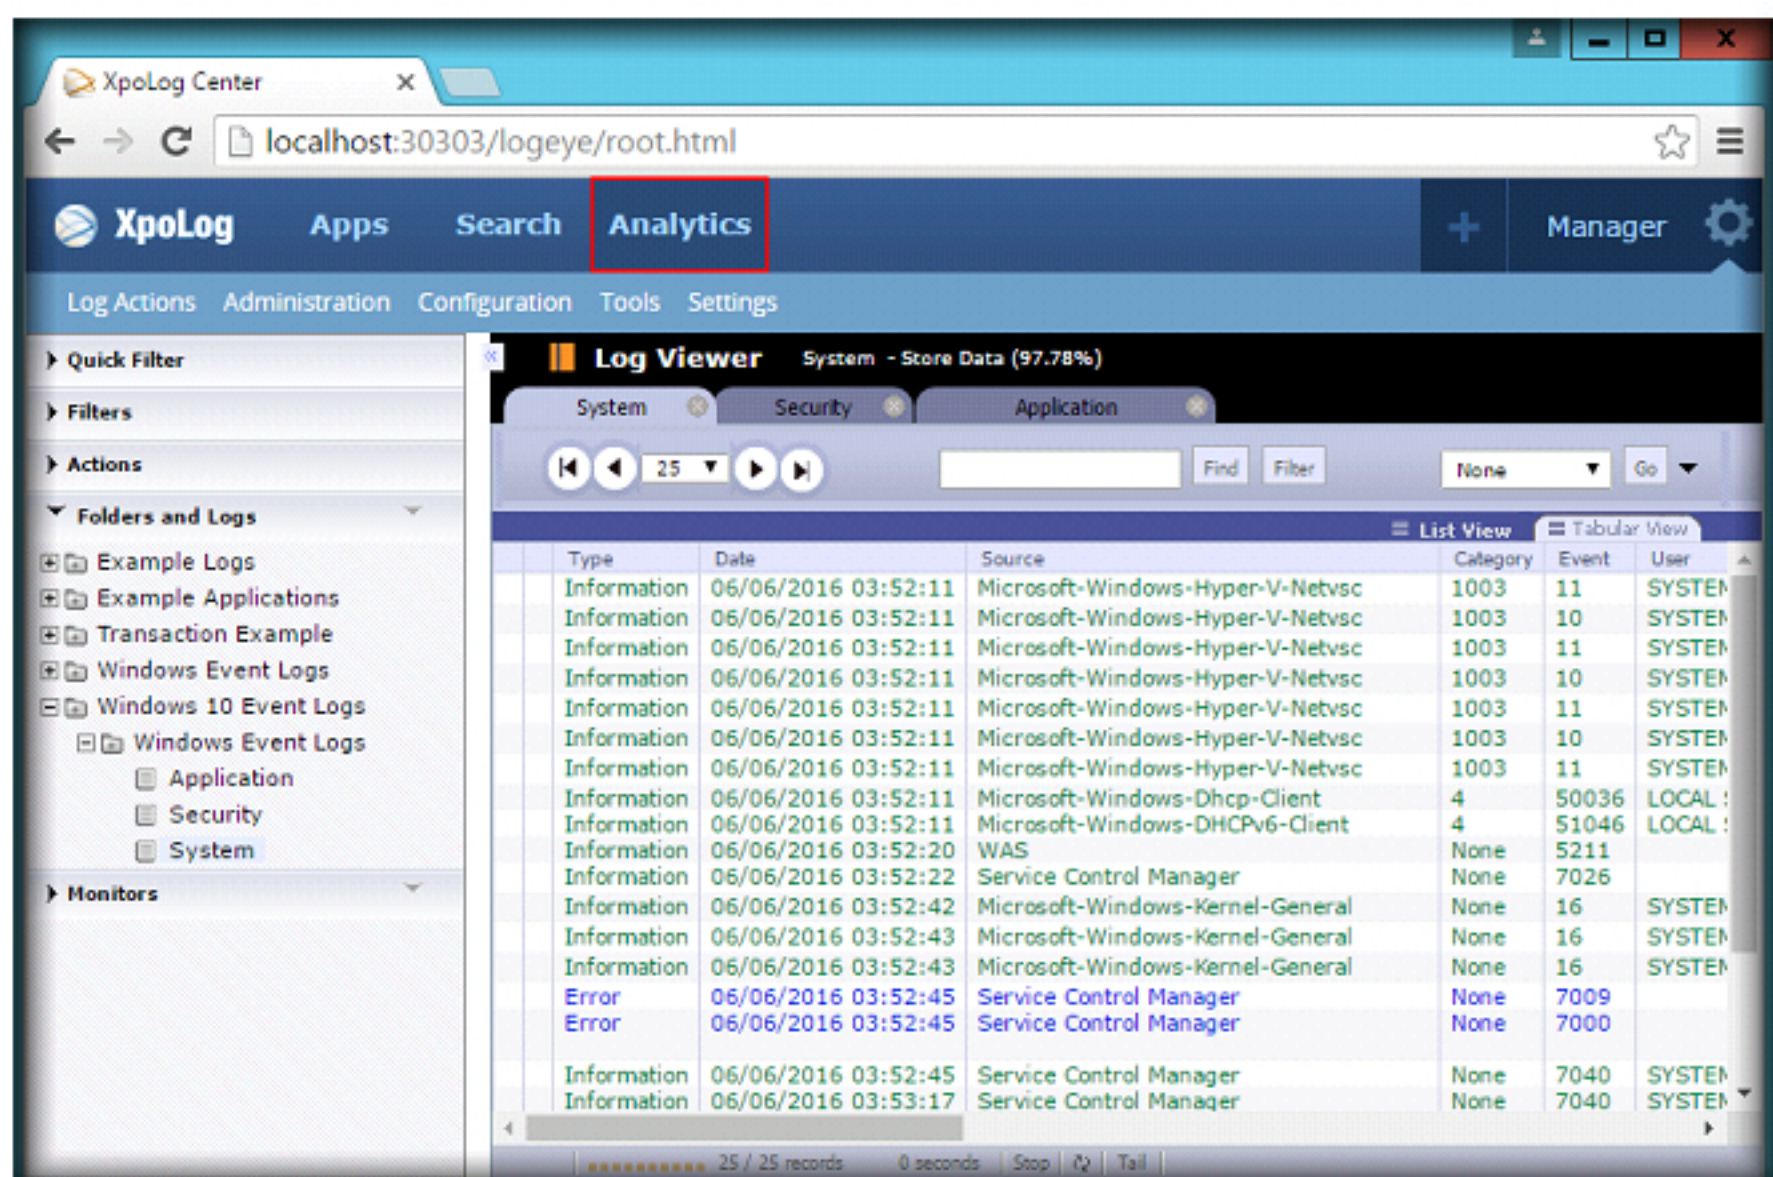 XpoLog Center
localhost:30303/logeye/root.html
XpoLog Apps Search Analytics + Manager
Log Actions Administration Configuration Tools Settings
Quick Filter
Filters
Actions
Folders and Logs
Example Logs
Example Applications
Transaction Example
Windows Event Logs
Windows 10 Event Logs
Windows Event Logs
Application
Security
System
Monitors
Log Viewer System - Store Data (97.78%)
System Security Application
25 Find Filter None Go
List View Tabular View
Type Date Source Category Event User
Information 06/06/2016 03:52:11 Microsoft-Windows-Hyper-V-Netvsc 1003 11 SYSTEM
Information 06/06/2016 03:52:11 Microsoft-Windows-Hyper-V-Netvsc 1003 10 SYSTEM
Information 06/06/2016 03:52:11 Microsoft-Windows-Hyper-V-Netvsc 1003 11 SYSTEM
Information 06/06/2016 03:52:11 Microsoft-Windows-Hyper-V-Netvsc 1003 10 SYSTEM
Information 06/06/2016 03:52:11 Microsoft-Windows-Hyper-V-Netvsc 1003 11 SYSTEM
Information 06/06/2016 03:52:11 Microsoft-Windows-Hyper-V-Netvsc 1003 10 SYSTEM
Information 06/06/2016 03:52:11 Microsoft-Windows-Hyper-V-Netvsc 1003 11 SYSTEM
Information 06/06/2016 03:52:11 Microsoft-Windows-Dhcp-Client 4 50036 LOCAL
Information 06/06/2016 03:52:11 Microsoft-Windows-DHCPv6-Client 4 51046 LOCAL
Information 06/06/2016 03:52:20 WAS None 5211
Information 06/06/2016 03:52:22 Service Control Manager None 7026
Information 06/06/2016 03:52:42 Microsoft-Windows-Kernel-General None 16 SYSTEM
Information 06/06/2016 03:52:43 Microsoft-Windows-Kernel-General None 16 SYSTEM
Information 06/06/2016 03:52:43 Microsoft-Windows-Kernel-General None 16 SYSTEM
Error 06/06/2016 03:52:45 Service Control Manager None 7009
Error 06/06/2016 03:52:45 Service Control Manager None 7000
Information 06/06/2016 03:52:45 Service Control Manager None 7040 SYSTEM
Information 06/06/2016 03:53:17 Service Control Manager None 7040 SYSTEM
25 / 25 records 0 seconds Stop Tail